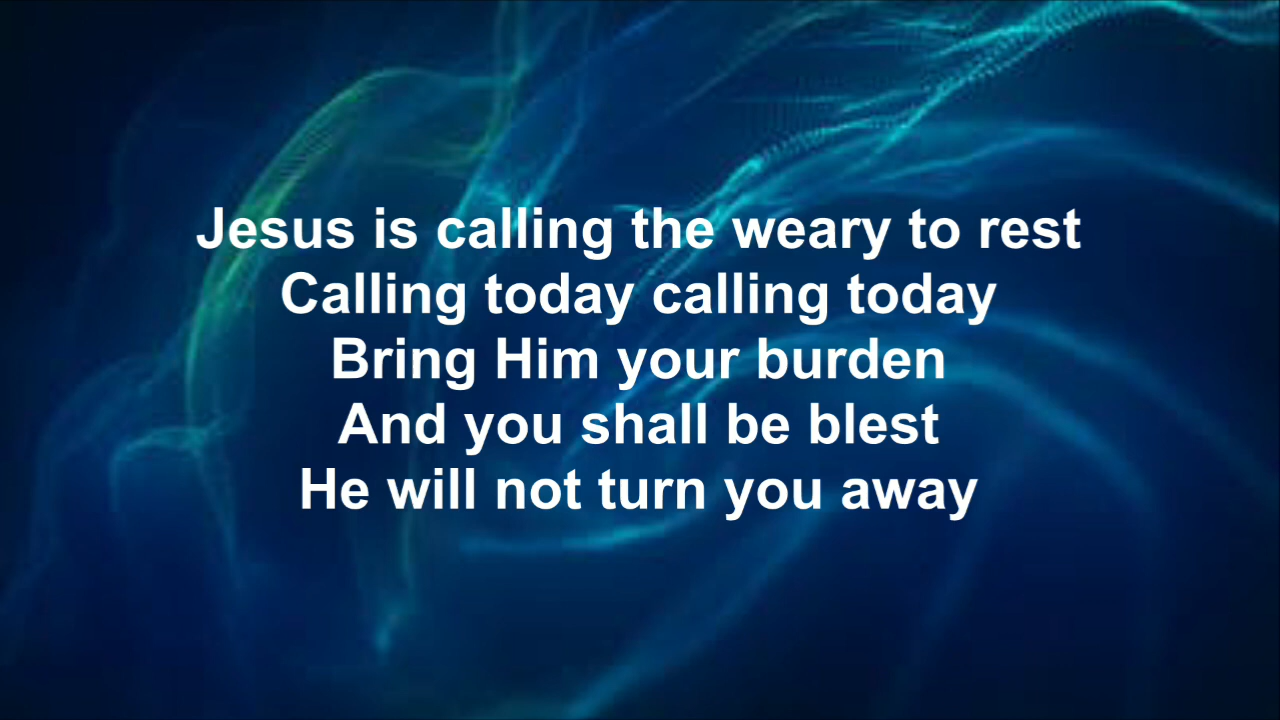 Jesus is calling the weary to rest
Calling today calling today
Bring Him your burden
And you shall be blest
He will not turn you away